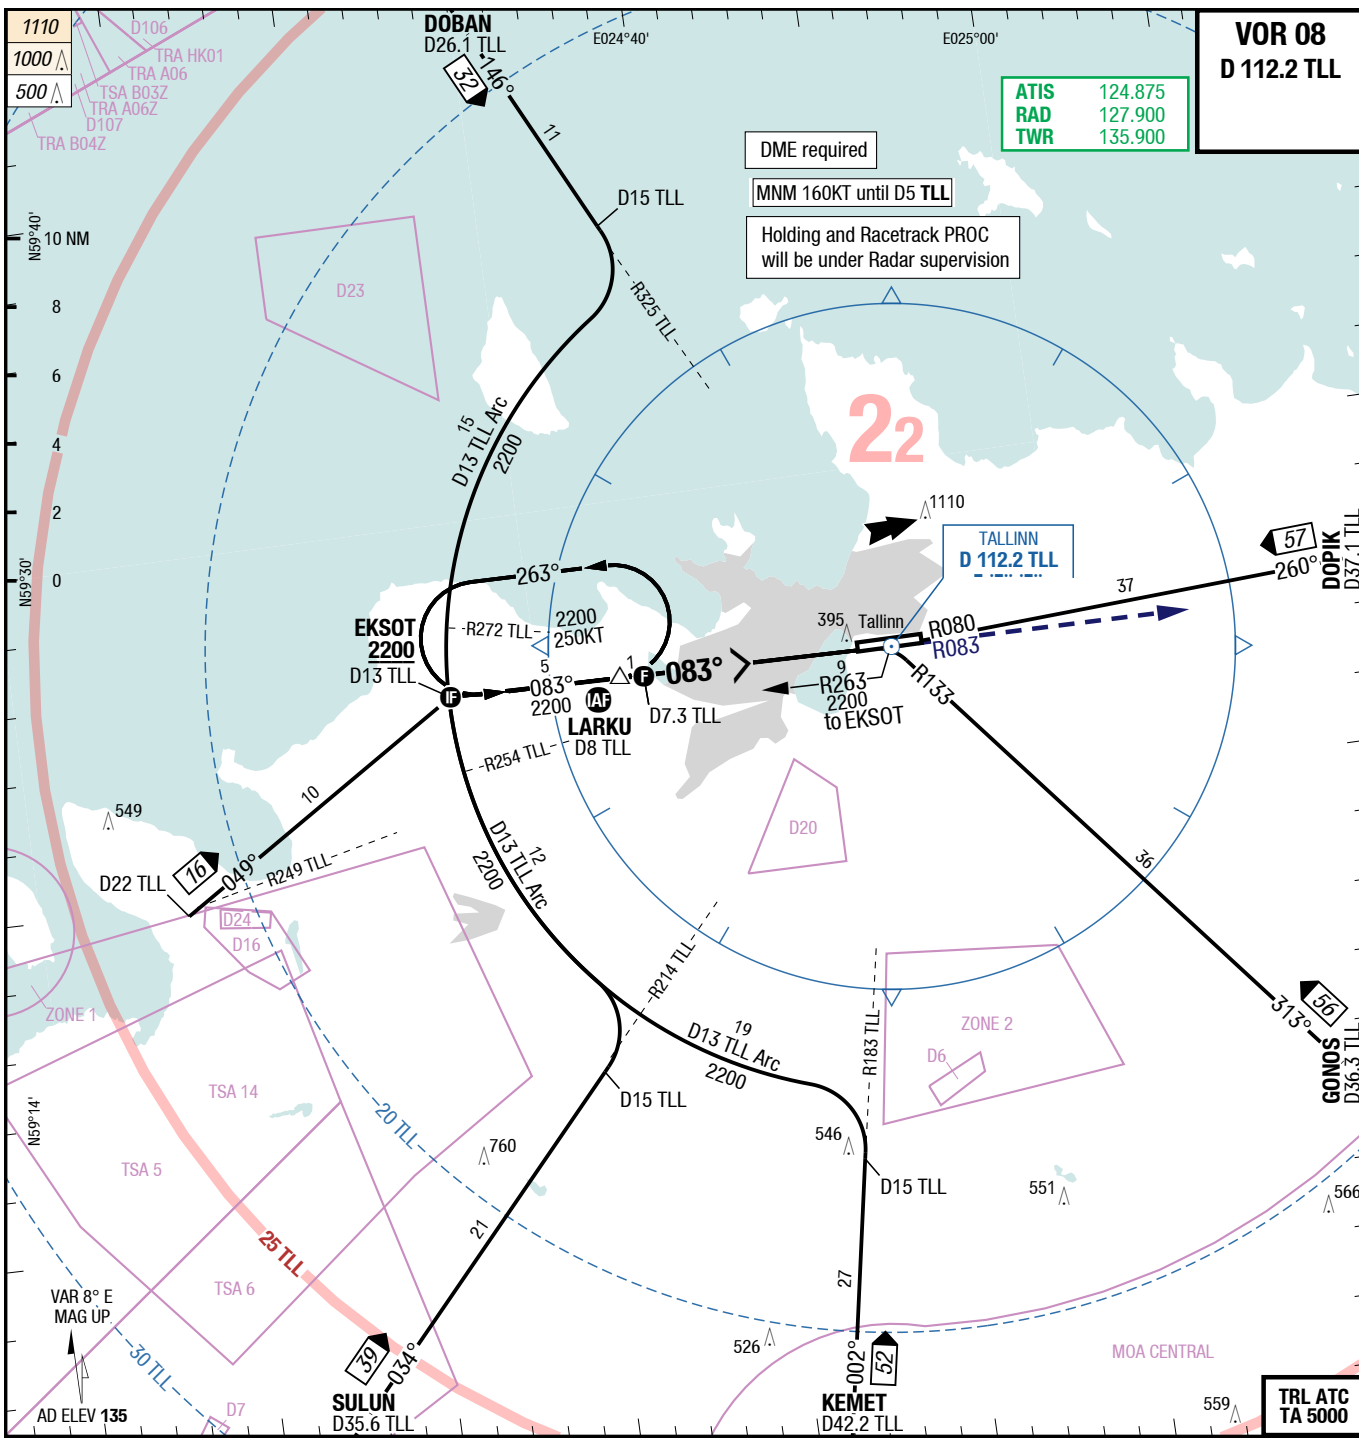 1110
1000
500
D106
TRA HK01
TRA A06
TSA B03Z
TRA A06Z
D107
TRA B04Z
DOBAN
D26.1 TLL
32
146°
11
E024°40'
E025°00'
VOR 08
D 112.2 TLL
ATIS 124.875
RAD 127.900
TWR 135.900
DME required
MNM 160KT until D5 TLL
Holding and Racetrack PROC
will be under Radar supervision
D15 TLL
N59°40'
10 NM
8
6
4
2
0
N59°30'
D23
R325 TLL
15
D13 TLL Arc
2200
22
1110
TALLINN
D 112.2 TLL
57
260°
DOPIK
D37.1 TLL
37
395
Tallinn
R080
R083
263°
EKSOT
2200
D13 TLL
R272 TLL
2200
250KT
IF
5
083°
2200
1
F
083°
IAF
LARKU
D8 TLL
D7.3 TLL
9
R263
2200
to EKSOT
R133
R254 TLL
10
549
16
049°
D22 TLL
R249 TLL
12
D13 TLL Arc
2200
D20
36
D24
D16
R214 TLL
ZONE 1
ZONE 2
D6
R183 TLL
19
D13 TLL Arc
2200
56
313°
GONOS
D36.3 TLL
N59°14'
TSA 14
D15 TLL
20 TLL
760
546
D15 TLL
551
566
TSA 5
21
25 TLL
TSA 6
27
VAR 8° E
MAG UP
30 TLL
AD ELEV 135
D7
39
034°
SULUN
D35.6 TLL
526
002°
52
KEMET
D42.2 TLL
MOA CENTRAL
559
TRL ATC
TA 5000